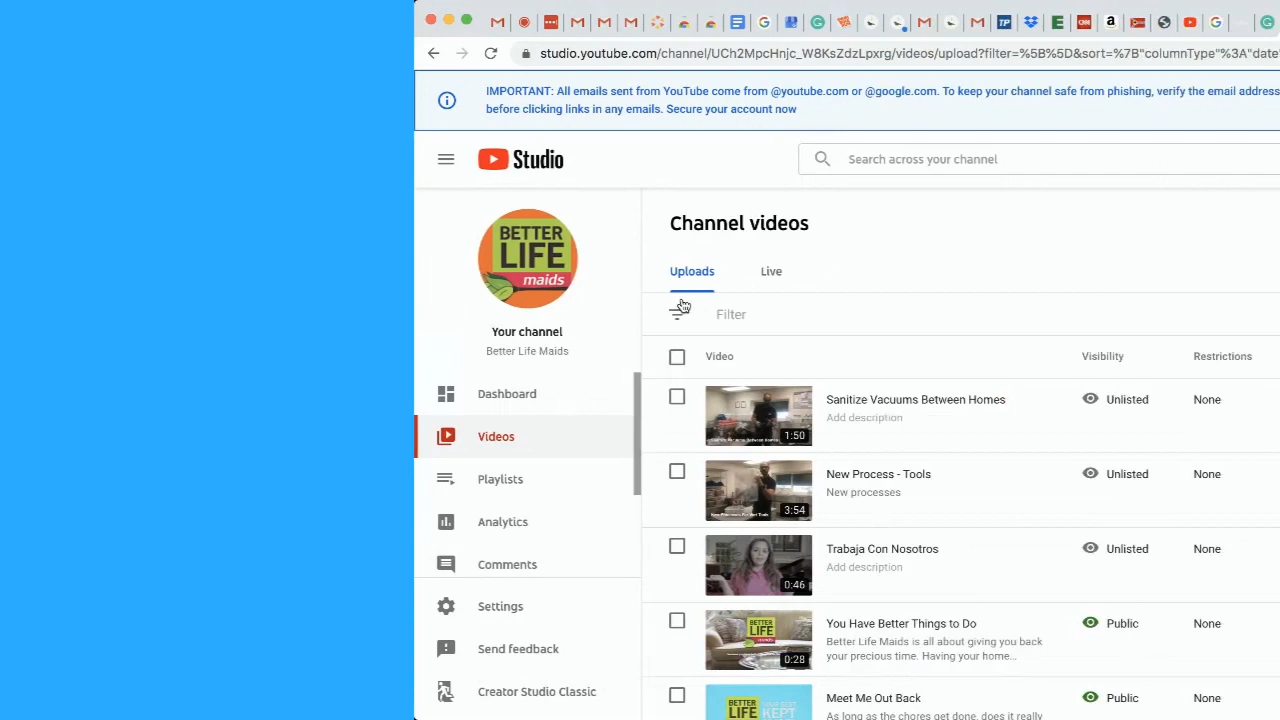 studio.youtube.com/channel/UCh2MpcHnjc_W8KsZdzLpxrg/videos/upload?filter=%5B%5D&sort=%7B"columnType"%3A"date
IMPORTANT: All emails sent from YouTube come from @youtube.com or @google.com. To keep your channel safe from phishing, verify the email address
before clicking links in any emails. Secure your account now
Studio
Search across your channel
BETTER
LIFE
maids
Your channel
Better Life Maids
Dashboard
Videos
Playlists
Analytics
Comments
Settings
Send feedback
Creator Studio Classic
Channel videos
Uploads Live
Filter
Video Visibility Restrictions
Sanitize Vacuums Between Homes Unlisted None
Add description
1:50
New Process - Tools Unlisted None
New processes
3:54
Trabaja Con Nosotros Unlisted None
Add description
0:46
You Have Better Things to Do Public None
Better Life Maids is all about giving you back
your precious time. Having your home...
BETTER
LIFE
0:28
Meet Me Out Back Public None
As long as the chores get done, does it really
BETTER
LIFE